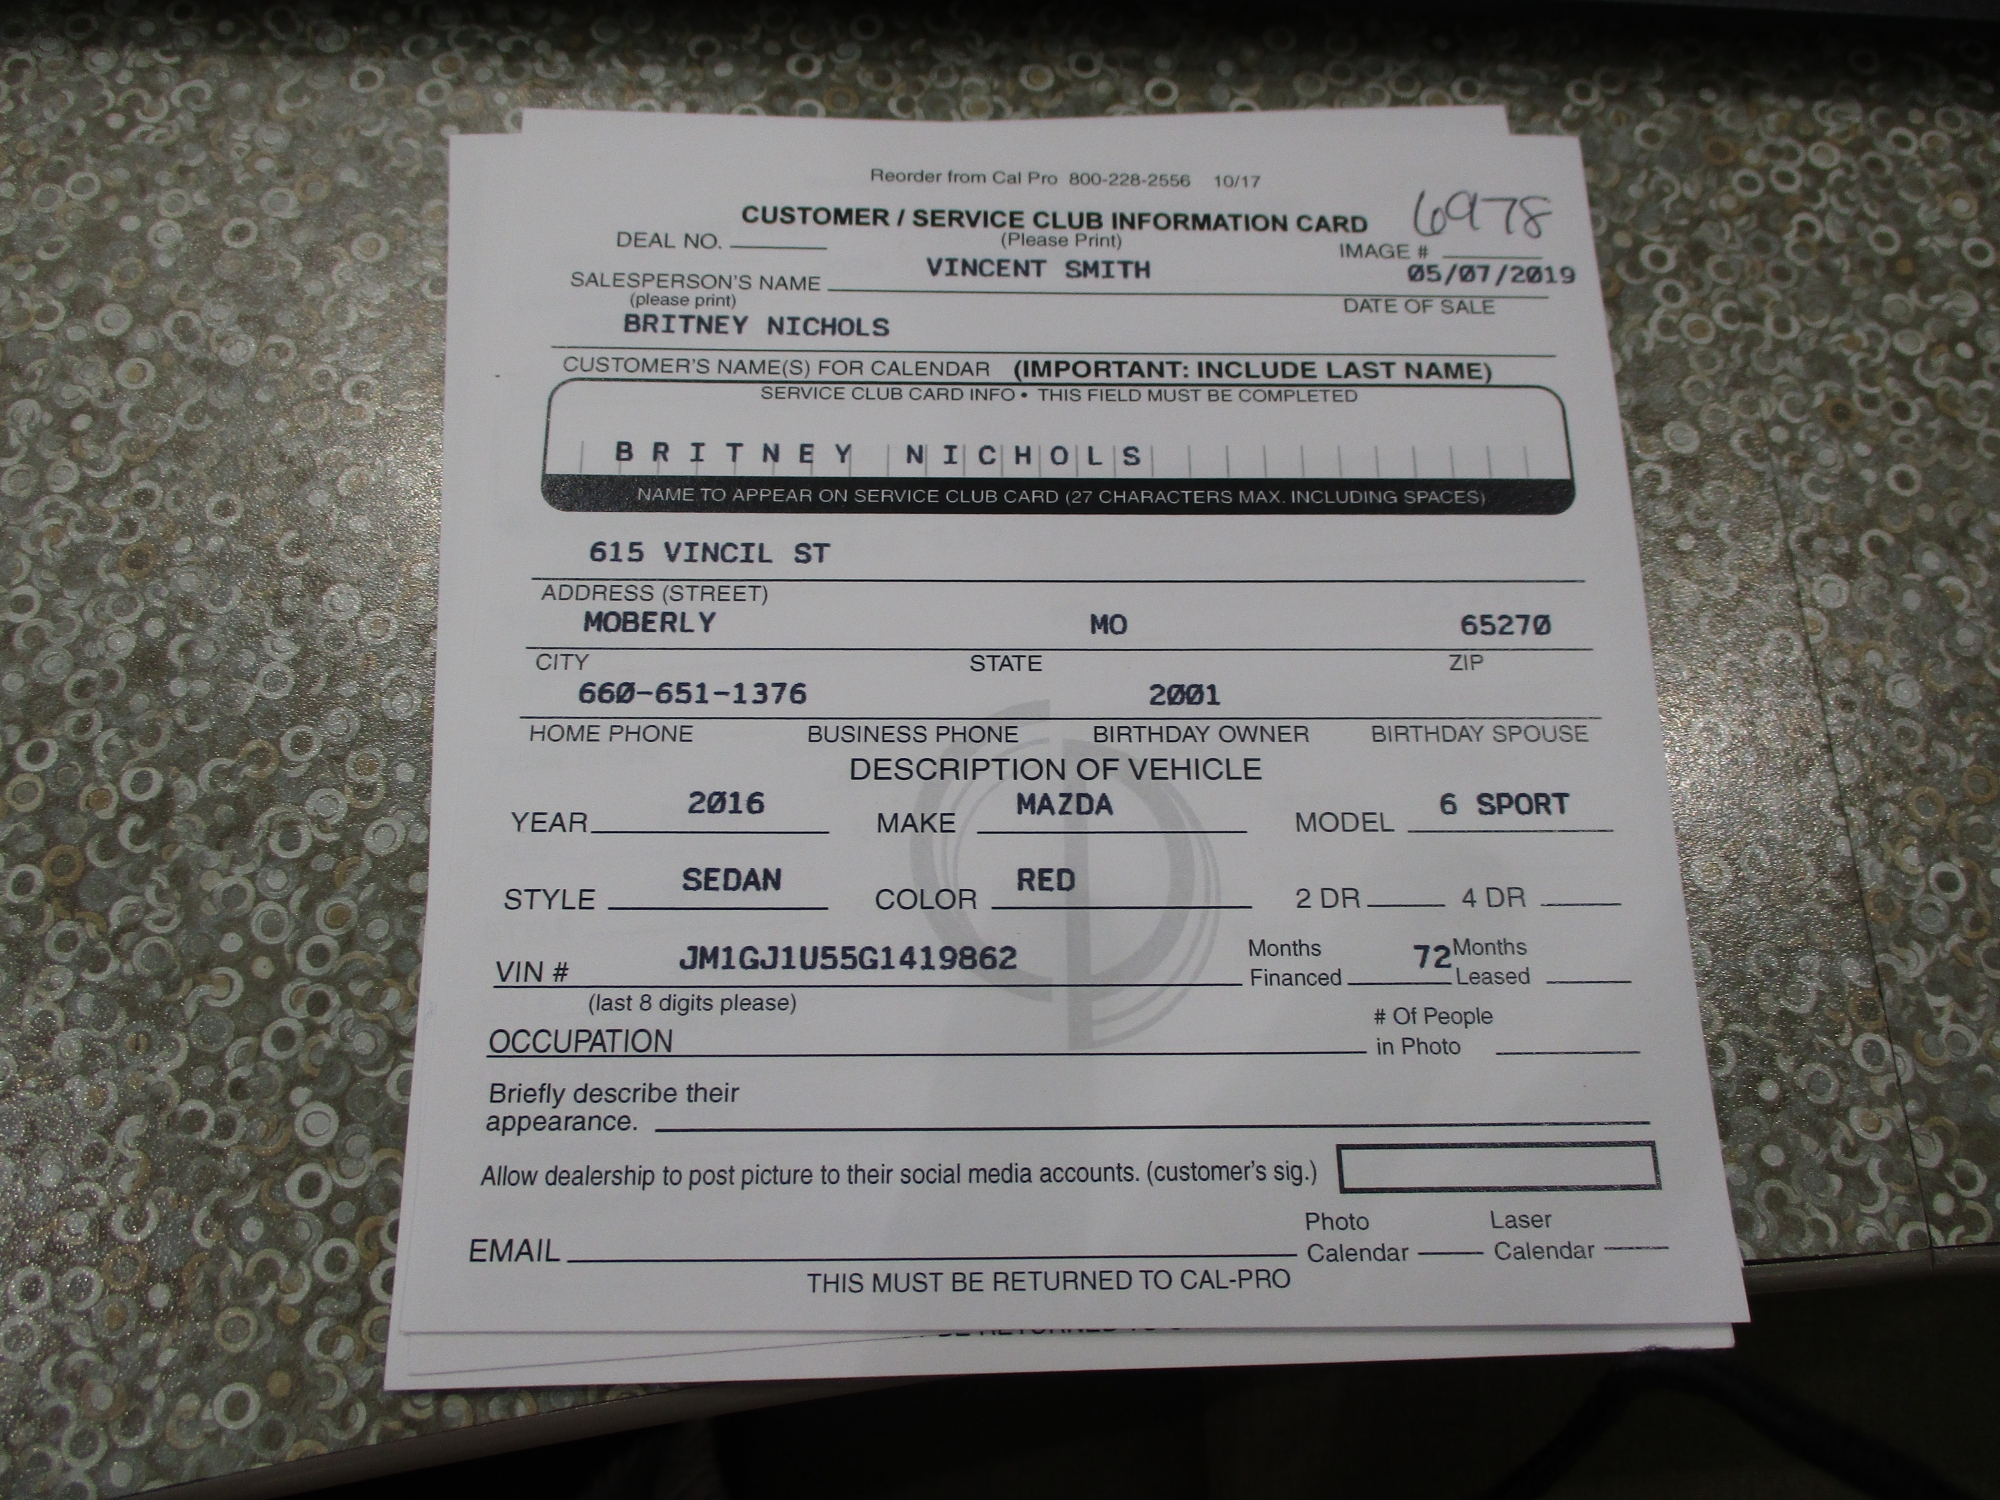 Reorder from Cal Pro 800-228-2556 10/17
CUSTOMER / SERVICE CLUB INFORMATION CARD 6978
DEAL NO. (Please Print) IMAGE #
SALESPERSON'S NAME VINCENT SMITH 05/07/2019
(please print) DATE OF SALE
BRITNEY NICHOLS
CUSTOMER'S NAME(S) FOR CALENDAR (IMPORTANT: INCLUDE LAST NAME)
SERVICE CLUB CARD INFO • THIS FIELD MUST BE COMPLETED
BRITNEY NICHOLS
NAME TO APPEAR ON SERVICE CLUB CARD (27 CHARACTERS MAX. INCLUDING SPACES)
615 VINCIL ST
ADDRESS (STREET)
MOBERLY MO 65270
CITY STATE ZIP
660-651-1376 2001
HOME PHONE BUSINESS PHONE BIRTHDAY OWNER BIRTHDAY SPOUSE
DESCRIPTION OF VEHICLE
YEAR 2016 MAKE MAZDA MODEL 6 SPORT
STYLE SEDAN COLOR RED 2 DR 4 DR
VIN # JM1GJ1U55G1419862 Months Financed 72 Months Leased
(last 8 digits please)
OCCUPATION # Of People in Photo
Briefly describe their
appearance.
Allow dealership to post picture to their social media accounts. (customer's sig.)
EMAIL Photo Calendar Laser Calendar
THIS MUST BE RETURNED TO CAL-PRO